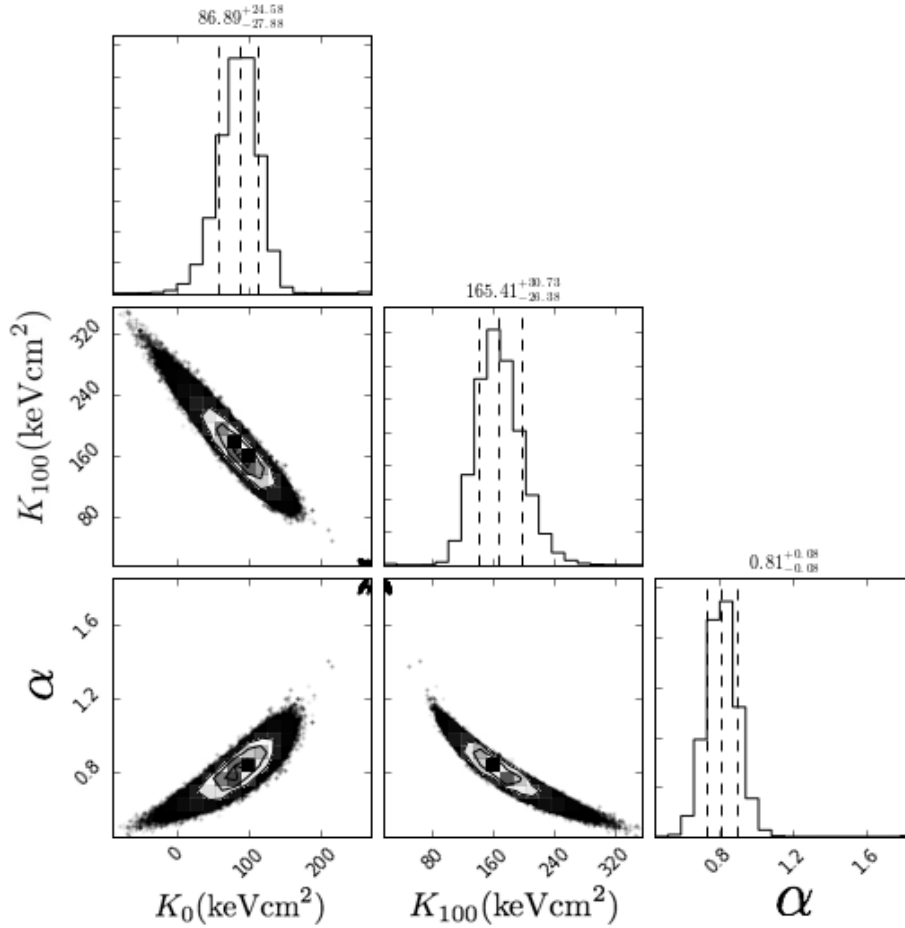 86.89^{+24.58}_{-27.88}
320
240
160
80
K_{100}(keVcm^2)
165.41^{+30.73}_{-26.38}
1.6
1.2
0.8
α
0.81^{+0.08}_{-0.08}
0 100 200
80 160 240 320
0.8 1.2 1.6
K_0(keVcm^2) K_{100}(keVcm^2) α